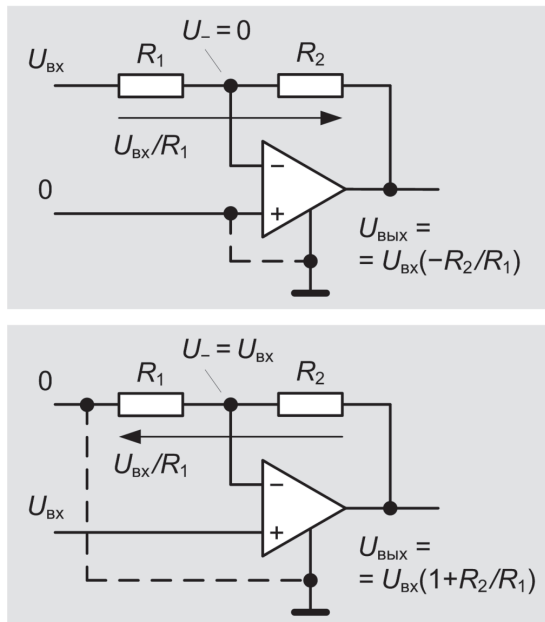 U₋ = 0
Uвх R₁ R₂
Uвх/R₁
−
0
+
Uвых =
= Uвх(−R₂/R₁)
U₋ = Uвх
0 R₁ R₂
Uвх/R₁
−
Uвх
+
Uвых =
= Uвх(1+R₂/R₁)